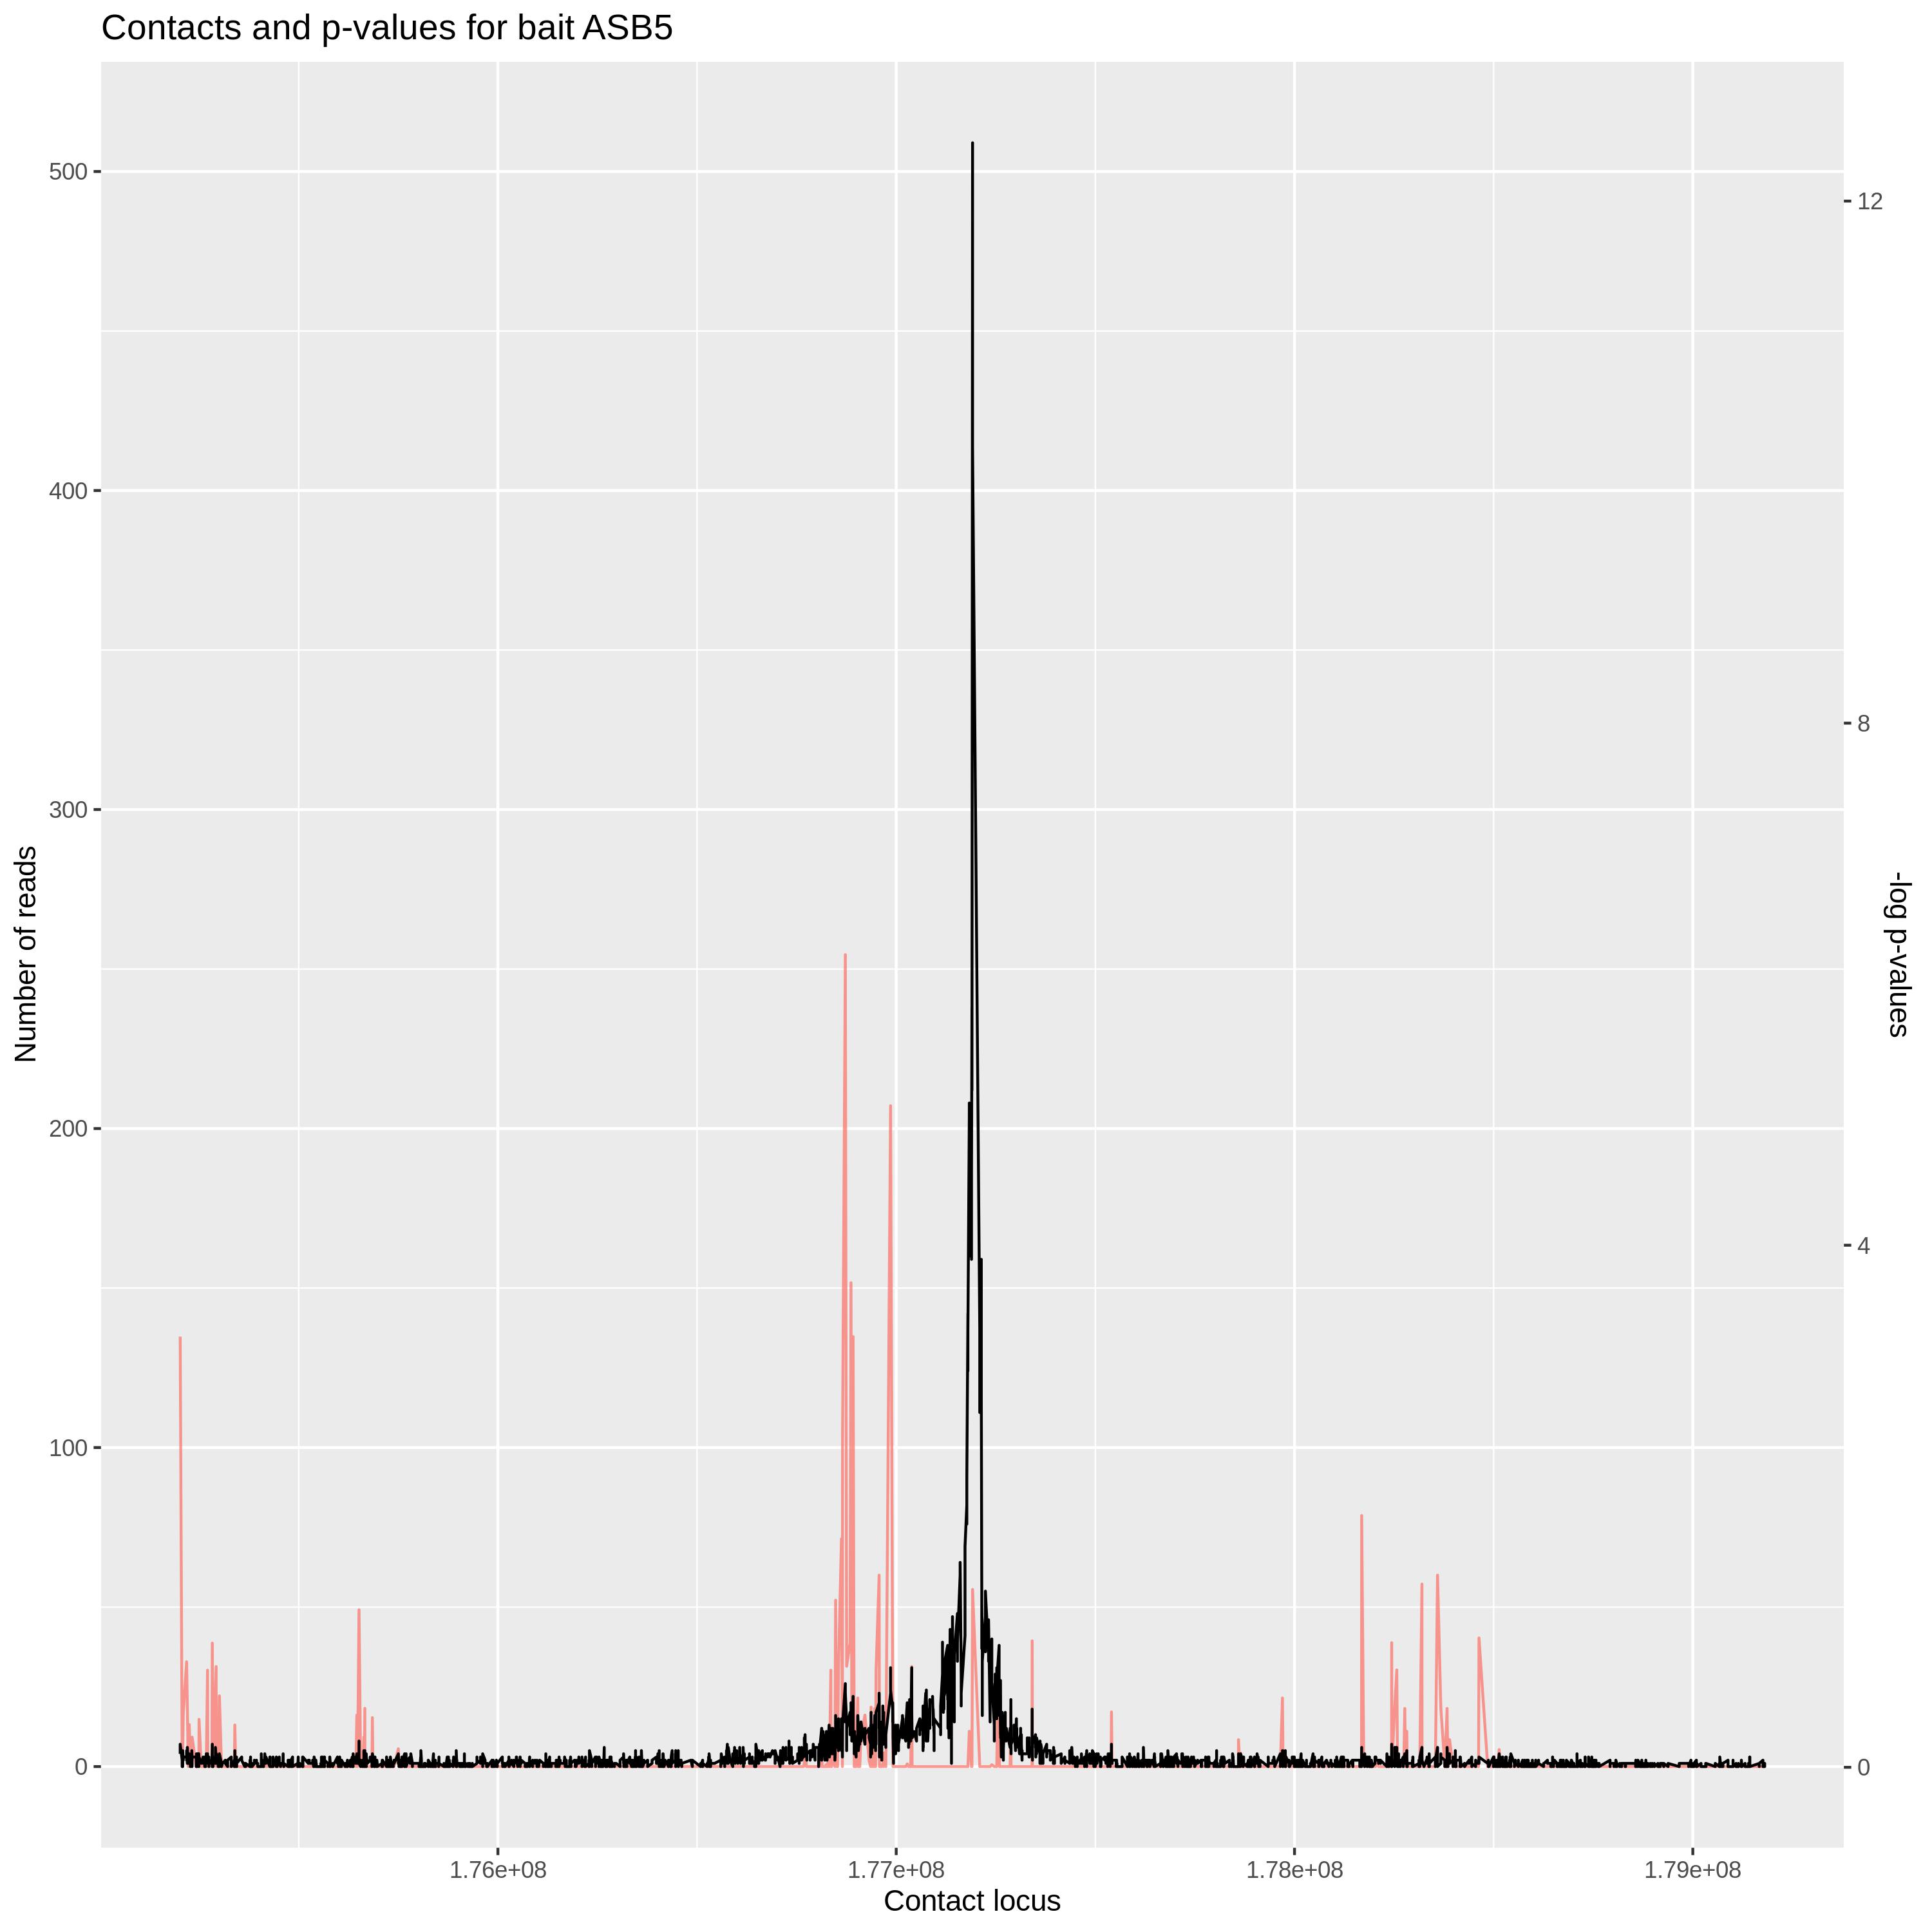 Contacts and p-values for bait ASB5
500
400
300
200
100
0
Number of reads
12
8
4
0
-log p-values
1.76e+08 1.77e+08 1.78e+08 1.79e+08
Contact locus